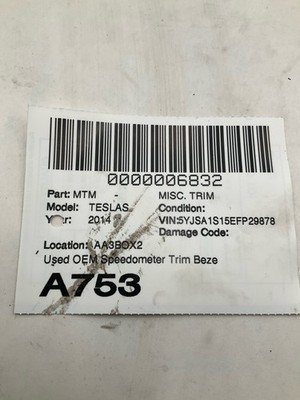 0000006832
Part: MTM MISC. TRIM
Model: TESLAS Condition:
Year: 2014 VIN:5YJSA1S15EFP29878
Damage Code:
Location: AA3BOX2
Used OEM Speedometer Trim Beze
A753